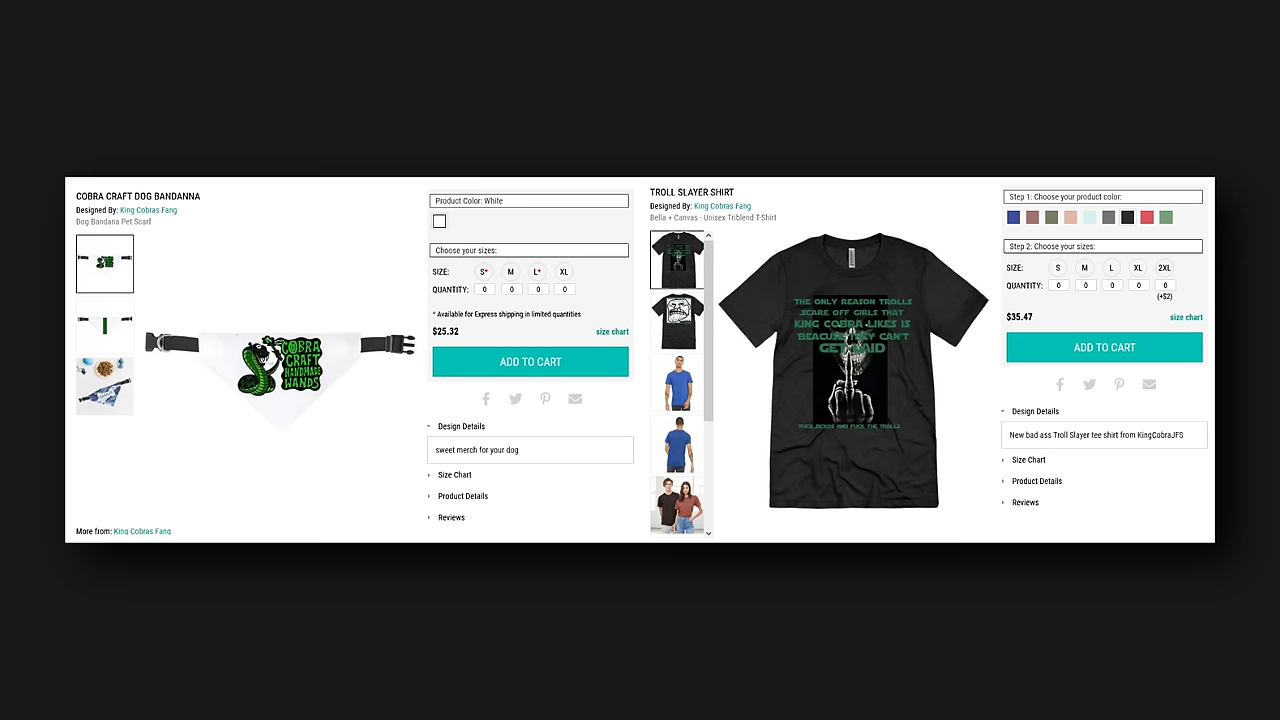 COBRA CRAFT DOG BANDANNA
Designed By: King Cobras Fang
Dog Bandana Pet Scarf
COBRA
CRAFT
HANDMADE
WANDS
More from: King Cobras Fang
Product Color: White
Choose your sizes:
SIZE: S* M L* XL
QUANTITY: 0 0 0 0
* Available for Express shipping in limited quantities
$25.32 size chart
ADD TO CART
Design Details
sweet merch for your dog
Size Chart
Product Details
Reviews
TROLL SLAYER SHIRT
Designed By: King Cobras Fang
Bella + Canvas - Unisex Triblend T-Shirt
THE ONLY REASON TROLLS
SCARE OFF GIRLS THAT
KING COBRA LIKES IS
BEACUSE THEY CAN'T
GET LAID
Step 1: Choose your product color:
Step 2: Choose your sizes:
SIZE: S M L XL 2XL
QUANTITY: 0 0 0 0 0
(+$2)
$35.47 size chart
ADD TO CART
Design Details
New bad ass Troll Slayer tee shirt from KingCobraJFS
Size Chart
Product Details
Reviews